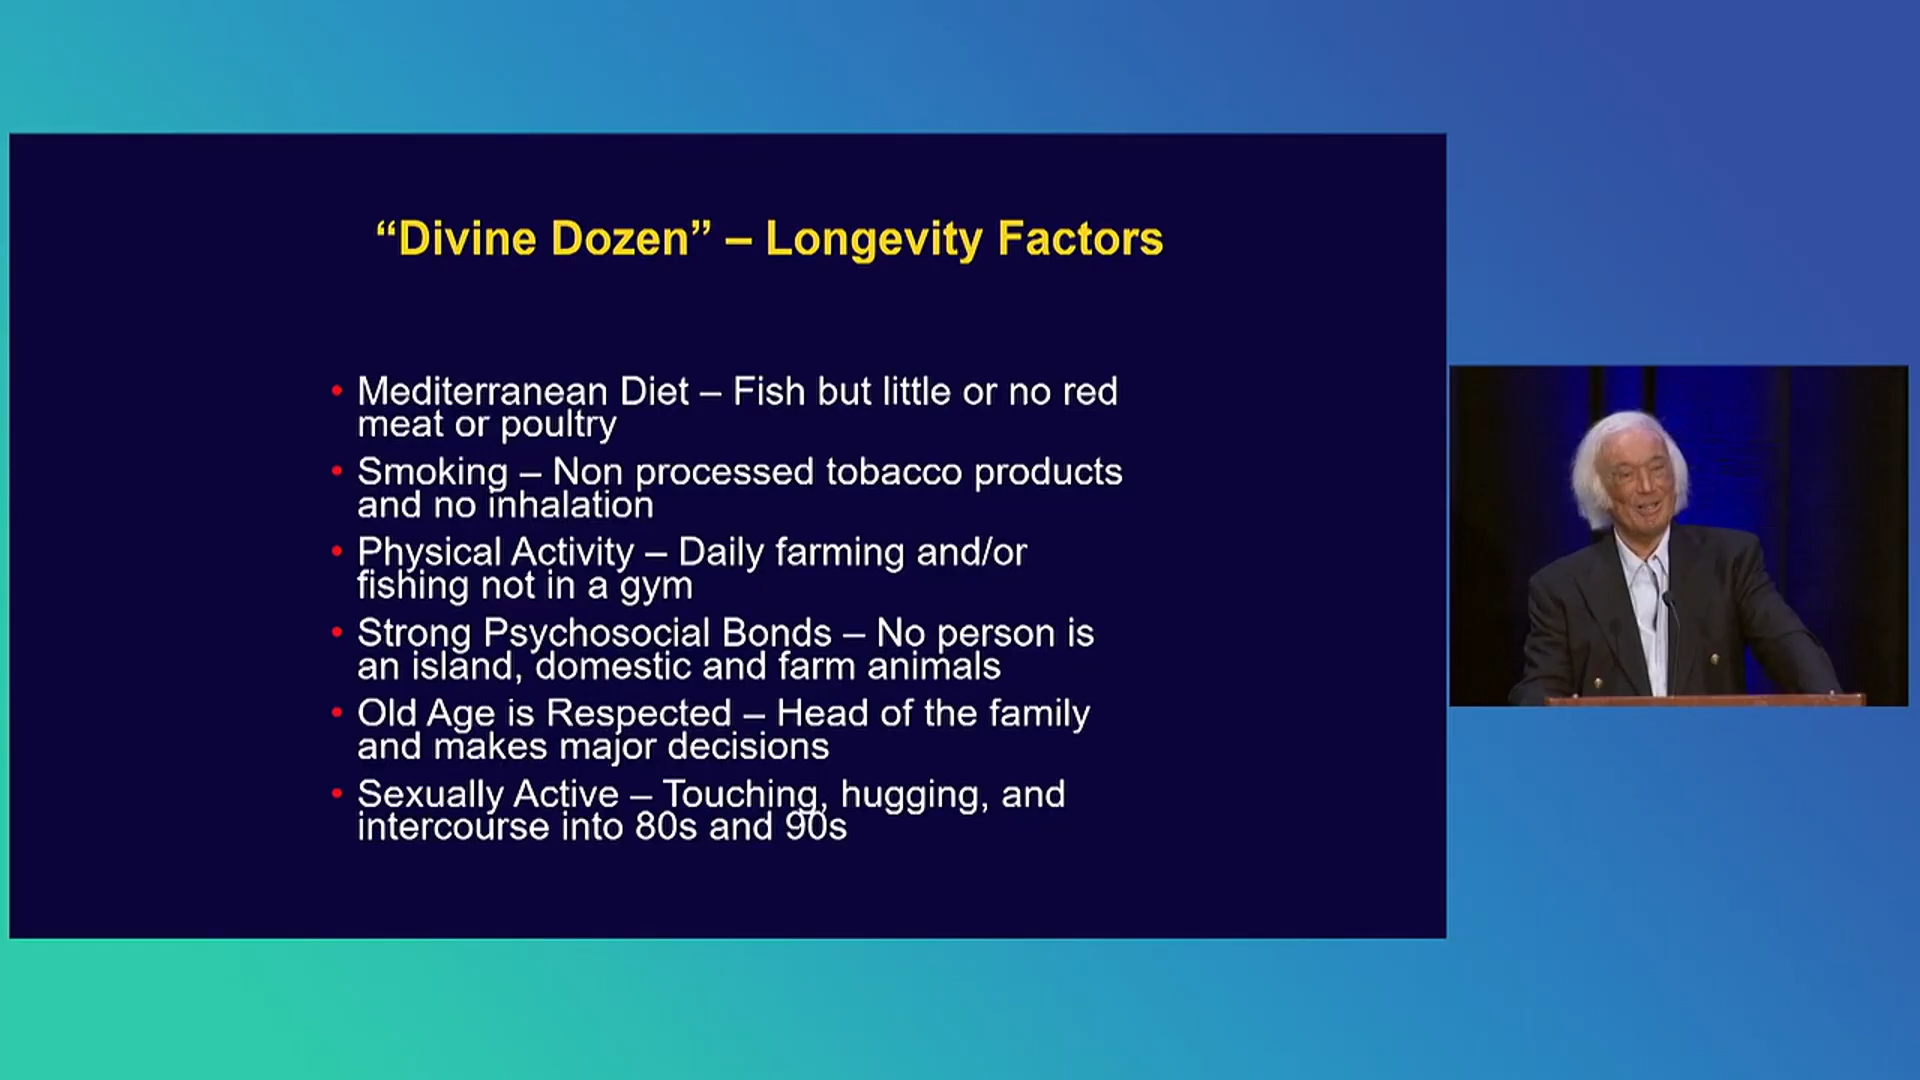 “Divine Dozen” – Longevity Factors
• Mediterranean Diet – Fish but little or no red
meat or poultry
• Smoking – Non processed tobacco products
and no inhalation
• Physical Activity – Daily farming and/or
fishing not in a gym
• Strong Psychosocial Bonds – No person is
an island, domestic and farm animals
• Old Age is Respected – Head of the family
and makes major decisions
• Sexually Active – Touching, hugging, and
intercourse into 80s and 90s